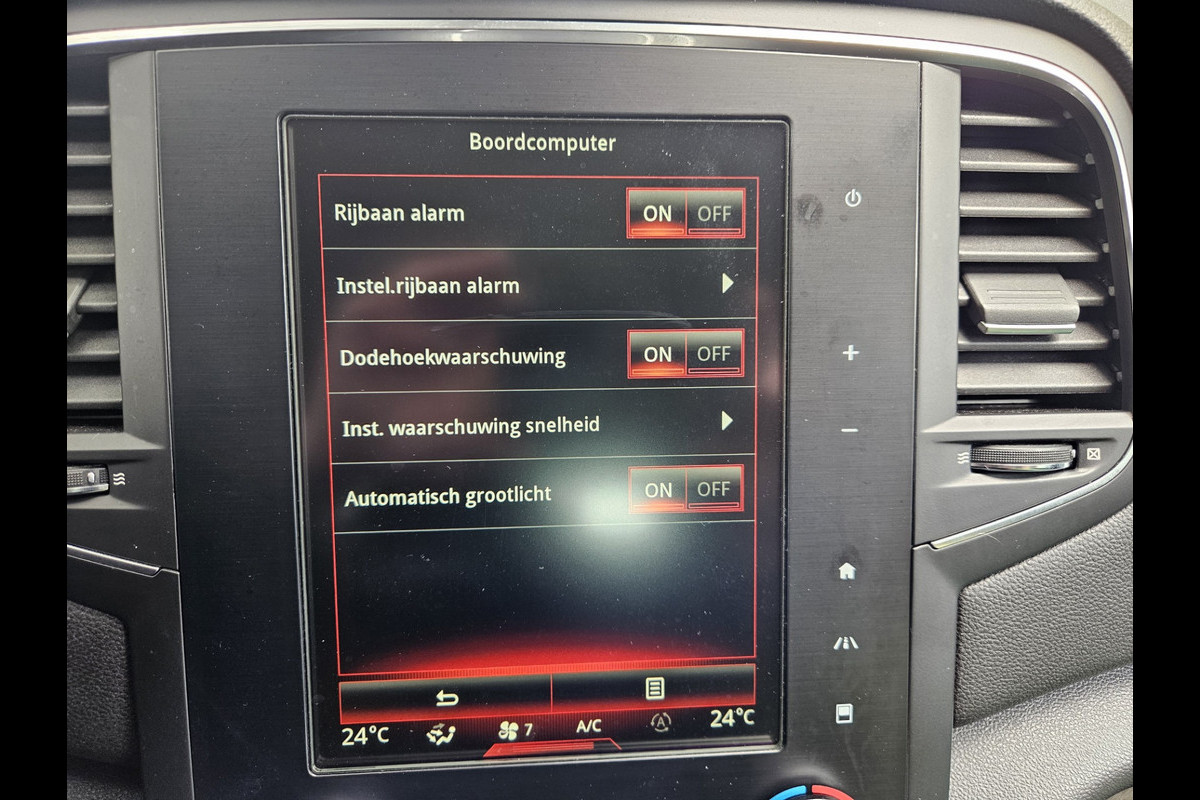 Boordcomputer
Rijbaan alarm ON OFF
Instel.rijbaan alarm
Dodehoekwaarschuwing ON OFF
Inst. waarschuwing snelheid
Automatisch grootlicht ON OFF
24°C 7 A/C A 24°C